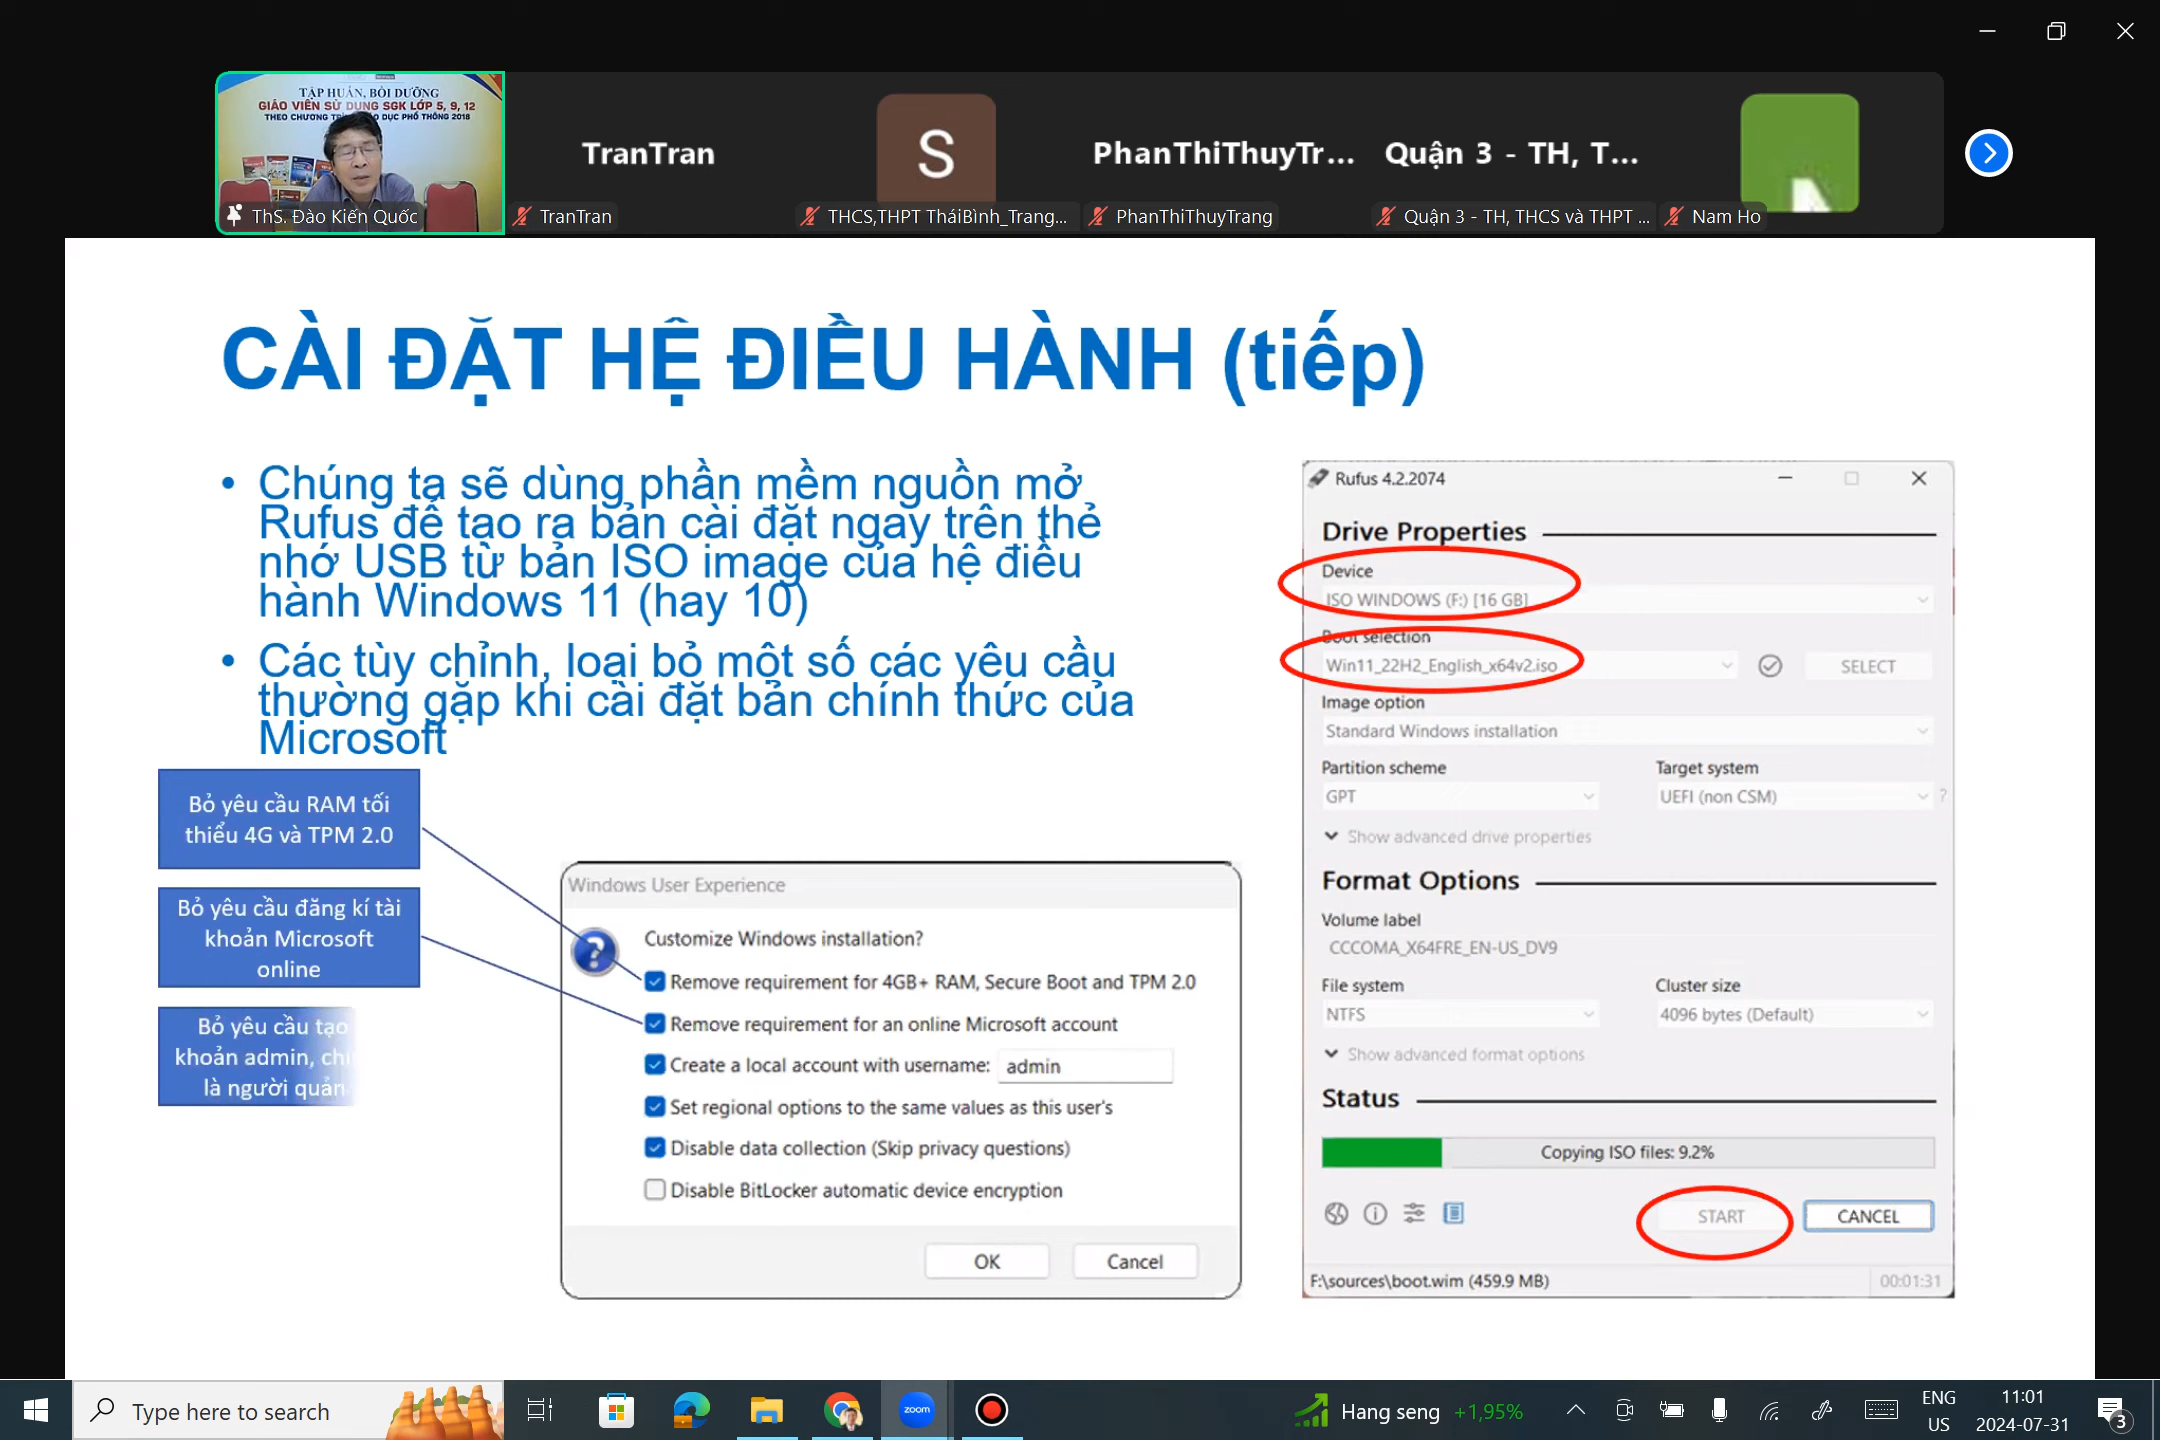 TẬP HUẤN, BỒI DƯỠNG
GIÁO VIÊN SỬ DỤNG SGK LỚP 5, 9, 12
THEO CHƯƠNG DỤC PHỔ THÔNG 2018
ThS. Đào Kiến Quốc
TranTran
TranTran
S
THCS,THPT TháiBình_Trang...
PhanThiThuyTr...
PhanThiThuyTrang
Quận 3 - TH, T...
Quận 3 - TH, THCS và THPT ...
Nam Ho
CÀI ĐẶT HỆ ĐIỀU HÀNH (tiếp)
• Chúng ta sẽ dùng phần mềm nguồn mở
Rufus để tạo ra bản cài đặt ngay trên thẻ
nhớ USB từ bản ISO image của hệ điều
hành Windows 11 (hay 10)
• Các tùy chỉnh, loại bỏ một số các yêu cầu
thường gặp khi cài đặt bản chính thức của
Microsoft
Bỏ yêu cầu RAM tối
thiểu 4G và TPM 2.0
Bỏ yêu cầu đăng kí tài
khoản Microsoft
online
Bỏ yêu cầu tạo
khoản admin,
là người quản
Windows User Experience
Customize Windows installation?
Remove requirement for 4GB+ RAM, Secure Boot and TPM 2.0
Remove requirement for an online Microsoft account
Create a local account with username: admin
Set regional options to the same values as this user's
Disable data collection (Skip privacy questions)
Disable BitLocker automatic device encryption
OK Cancel
Rufus 4.2.2074
Drive Properties
Device
ISO WINDOWS (F:) [16 GB]
Boot selection
Win11_22H2_English_x64v2.iso SELECT
Image option
Standard Windows installation
Partition scheme Target system
GPT UEFI (non CSM) ?
Show advanced drive properties
Format Options
Volume label
CCCOMA_X64FRE_EN-US_DV9
File system Cluster size
NTFS 4096 bytes (Default)
Show advanced format options
Status
Copying ISO files: 9.2%
START CANCEL
F:\sources\boot.wim (459.9 MB) 00:01:31
Type here to search
zoom
Hang seng +1,95%
ENG
US
11:01
2024-07-31
3